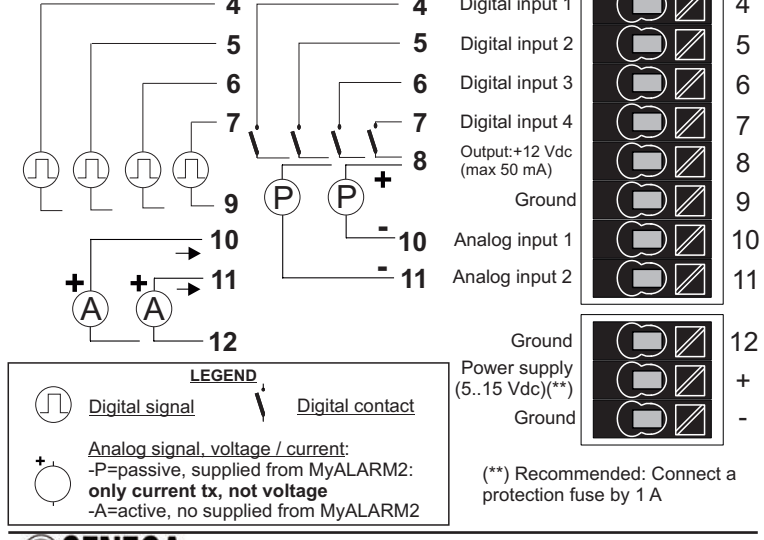 4 4 Digital input 1 4
5 5 Digital input 2 5
6 6 Digital input 3 6
7 7 Digital input 4 7
8 Output:+12 Vdc 8
(max 50 mA)
P P +
9 Ground 9
10 - 10 Analog input 1 10
11 - 11 Analog input 2 11
+ A + A
12 Ground 12
Power supply +
(5..15 Vdc)(**)
Ground -
LEGEND
Digital signal Digital contact
Analog signal, voltage / current:
+
-P=passive, supplied from MyALARM2:
only current tx, not voltage
-A=active, no supplied from MyALARM2
(**) Recommended: Connect a
protection fuse by 1 A